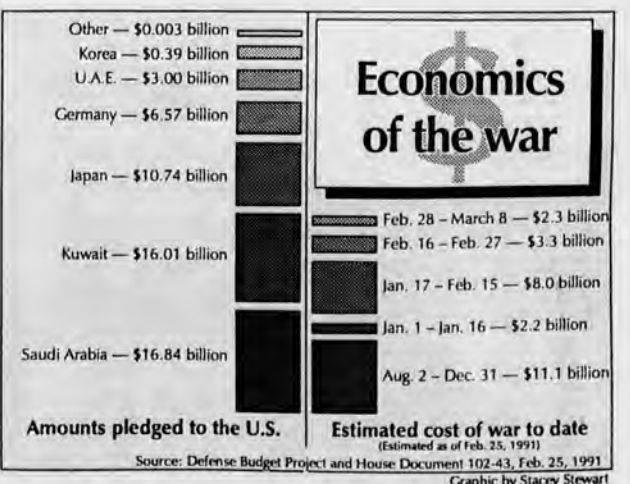 Other — $0.003 billion
Korea — $0.39 billion
U.A.E. — $3.00 billion
Germany — $6.57 billion
Japan — $10.74 billion
Kuwait — $16.01 billion
Saudi Arabia — $16.84 billion
Amounts pledged to the U.S.
$
Economics
of the war
Feb. 28 – March 8 — $2.3 billion
Feb. 16 – Feb. 27 — $3.3 billion
Jan. 17 – Feb. 15 — $8.0 billion
Jan. 1 – Jan. 16 — $2.2 billion
Aug. 2 – Dec. 31 — $11.1 billion
Estimated cost of war to date
(Estimated as of Feb. 25, 1991)
Source: Defense Budget Project and House Document 102-43, Feb. 25, 1991
Graphic by Stacey Stewart